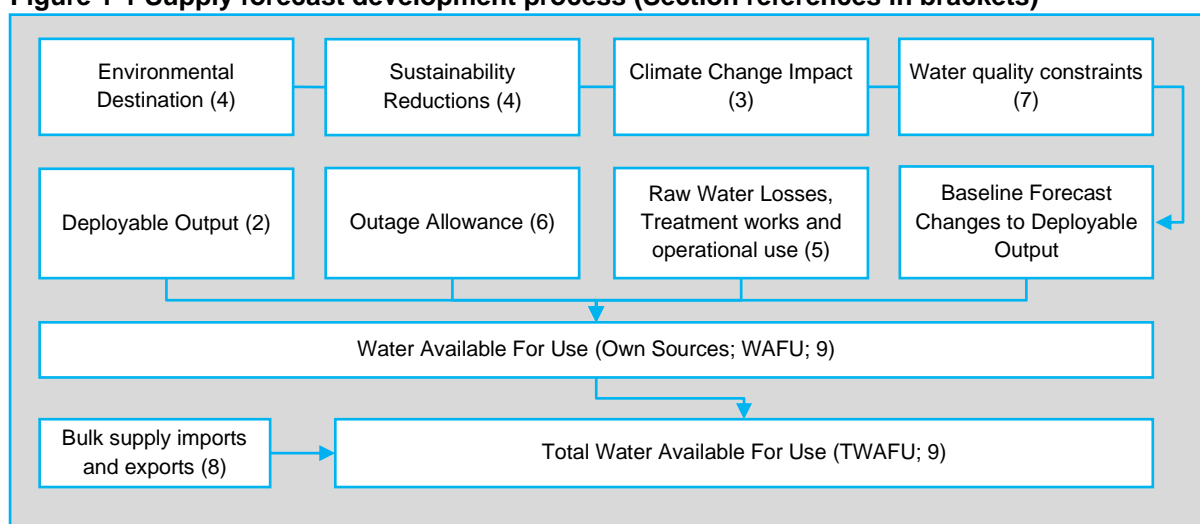 Figure 1-1 Supply forecast development process (Section references in brackets)
Environmental
Destination (4)
Sustainability
Reductions (4)
Climate Change Impact
(3)
Water quality constraints
(7)
Deployable Output (2)
Outage Allowance (6)
Raw Water Losses,
Treatment works and
operational use (5)
Baseline Forecast
Changes to Deployable
Output
Water Available For Use (Own Sources; WAFU; 9)
Bulk supply imports
and exports (8)
Total Water Available For Use (TWAFU; 9)